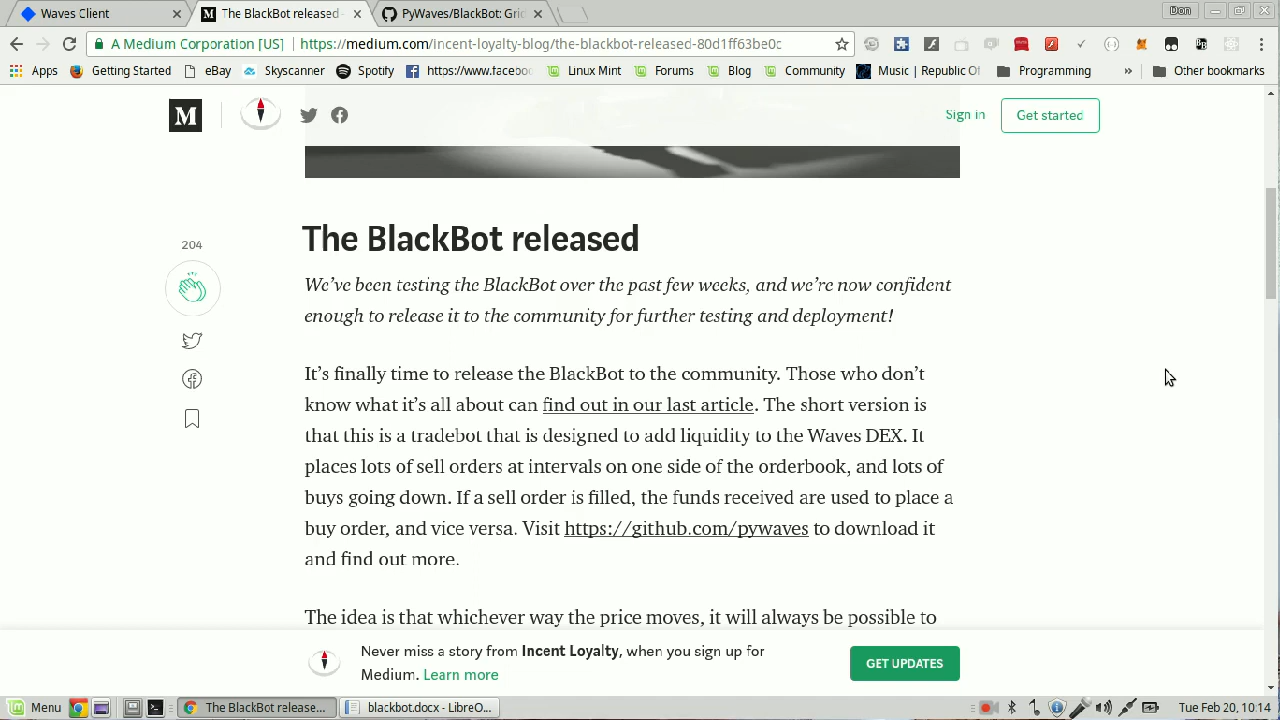 Waves Client
The BlackBot released -
PyWaves/BlackBot: Grid
Don
A Medium Corporation [US]
https://medium.com/incent-loyalty-blog/the-blackbot-released-80d1ff63be0c
Apps
Getting Started
eBay
Skyscanner
Spotify
https://www.faceboo
Linux Mint
Forums
Blog
Community
Music | Republic Of
Programming
»
Other bookmarks
M
Sign in
Get started
The BlackBot released
204
We’ve been testing the BlackBot over the past few weeks, and we’re now confident
enough to release it to the community for further testing and deployment!
It’s finally time to release the BlackBot to the community. Those who don’t
know what it’s all about can find out in our last article. The short version is
that this is a tradebot that is designed to add liquidity to the Waves DEX. It
places lots of sell orders at intervals on one side of the orderbook, and lots of
buys going down. If a sell order is filled, the funds received are used to place a
buy order, and vice versa. Visit https://github.com/pywaves to download it
and find out more.
The idea is that whichever way the price moves, it will always be possible to
Never miss a story from Incent Loyalty, when you sign up for
Medium. Learn more
GET UPDATES
Menu
The BlackBot release...
blackbot.docx - LibreO...
Tue Feb 20, 10:14